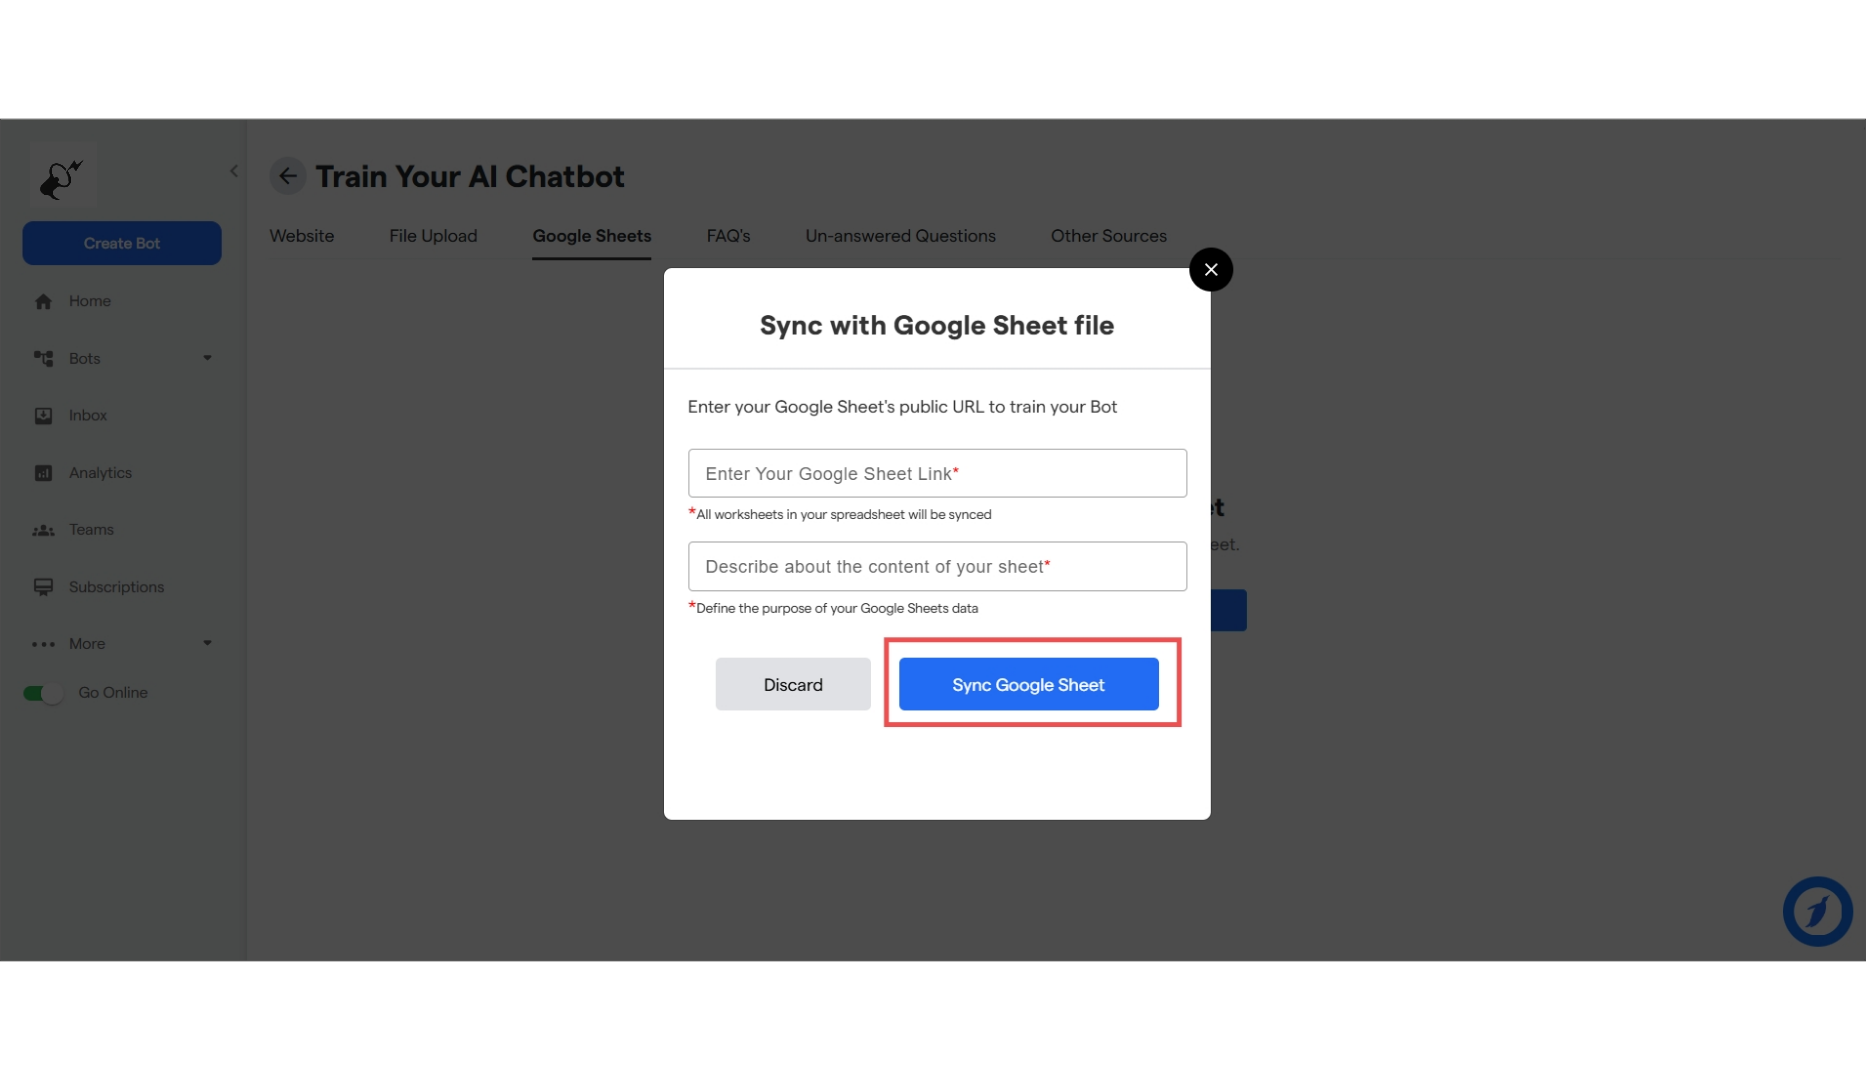 Train Your AI Chatbot
Create Bot
Website
File Upload
Google Sheets
FAQ's
Un-answered Questions
Other Sources
Home
Bots
Inbox
Analytics
Teams
Subscriptions
More
Go Online
Sync with Google Sheet file
Enter your Google Sheet's public URL to train your Bot
Enter Your Google Sheet Link*
*All worksheets in your spreadsheet will be synced
Describe about the content of your sheet*
*Define the purpose of your Google Sheets data
Discard
Sync Google Sheet